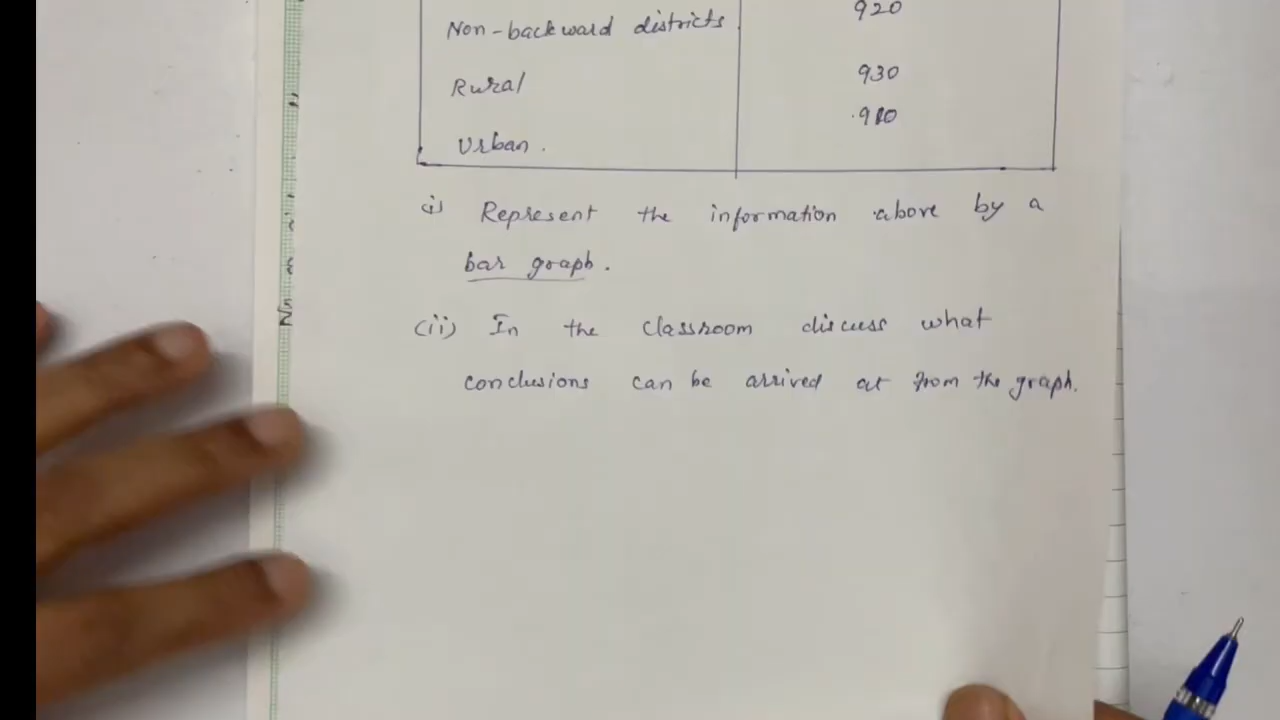 Non-backward districts 920
Rural 930
Urban. 910
(i) Represent the information above by a
bar graph.
(ii) In the classroom discuss what
conclusions can be arrived at from the graph.